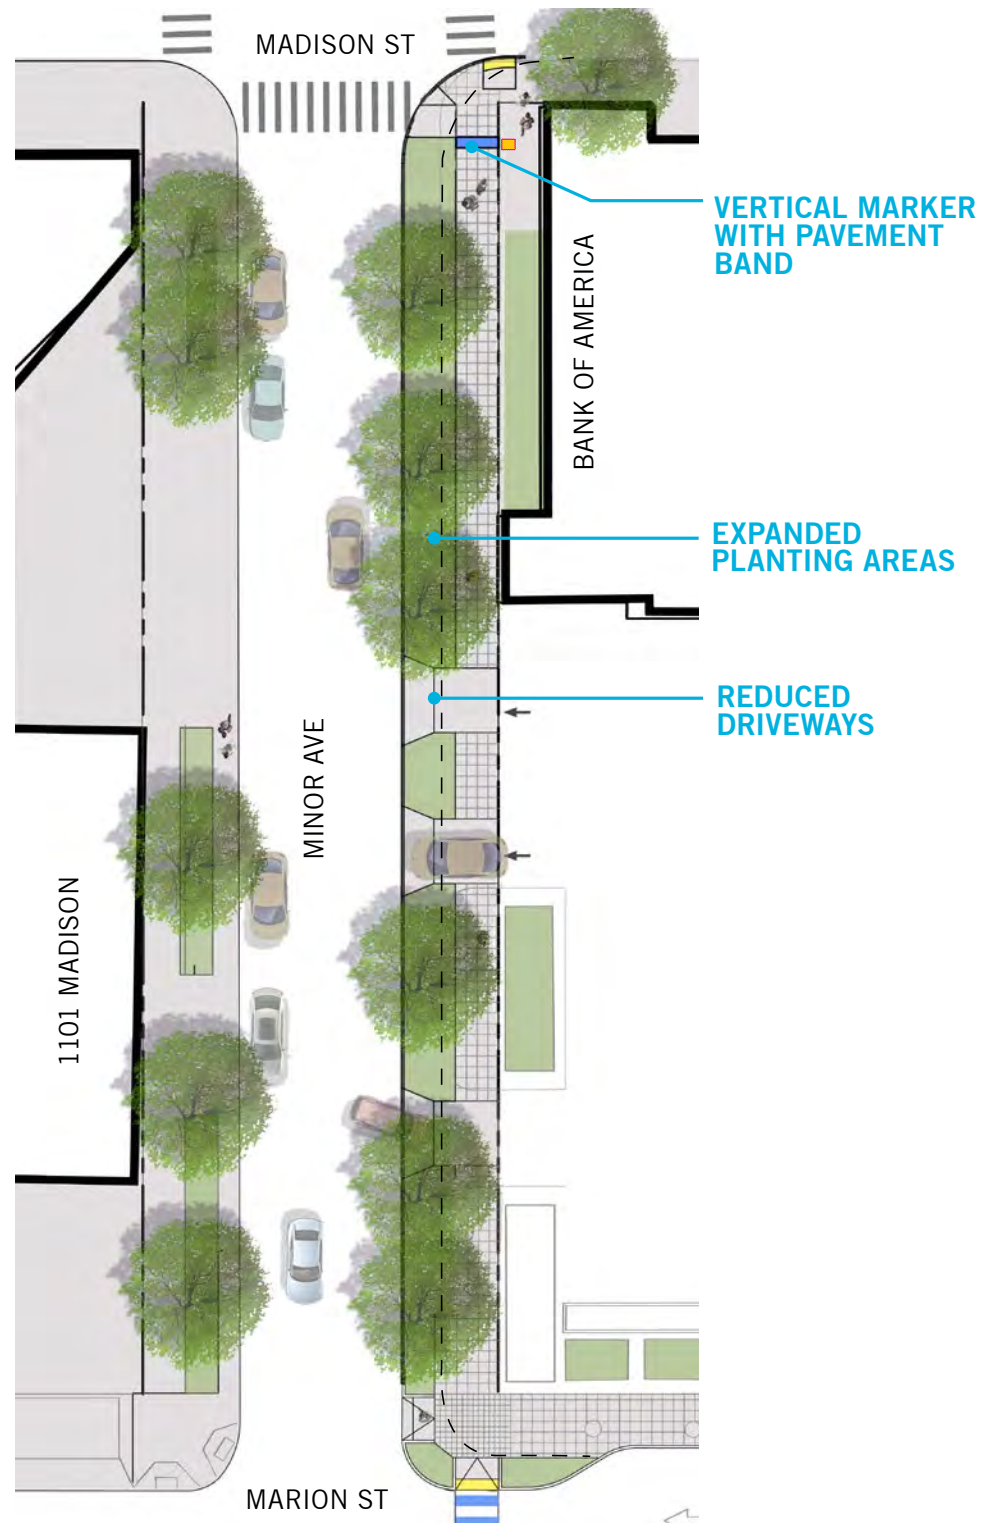 MADISON ST
VERTICAL MARKER
WITH PAVEMENT
BAND
BANK OF AMERICA
EXPANDED
PLANTING AREAS
REDUCED
DRIVEWAYS
MINOR AVE
1101 MADISON
MARION ST